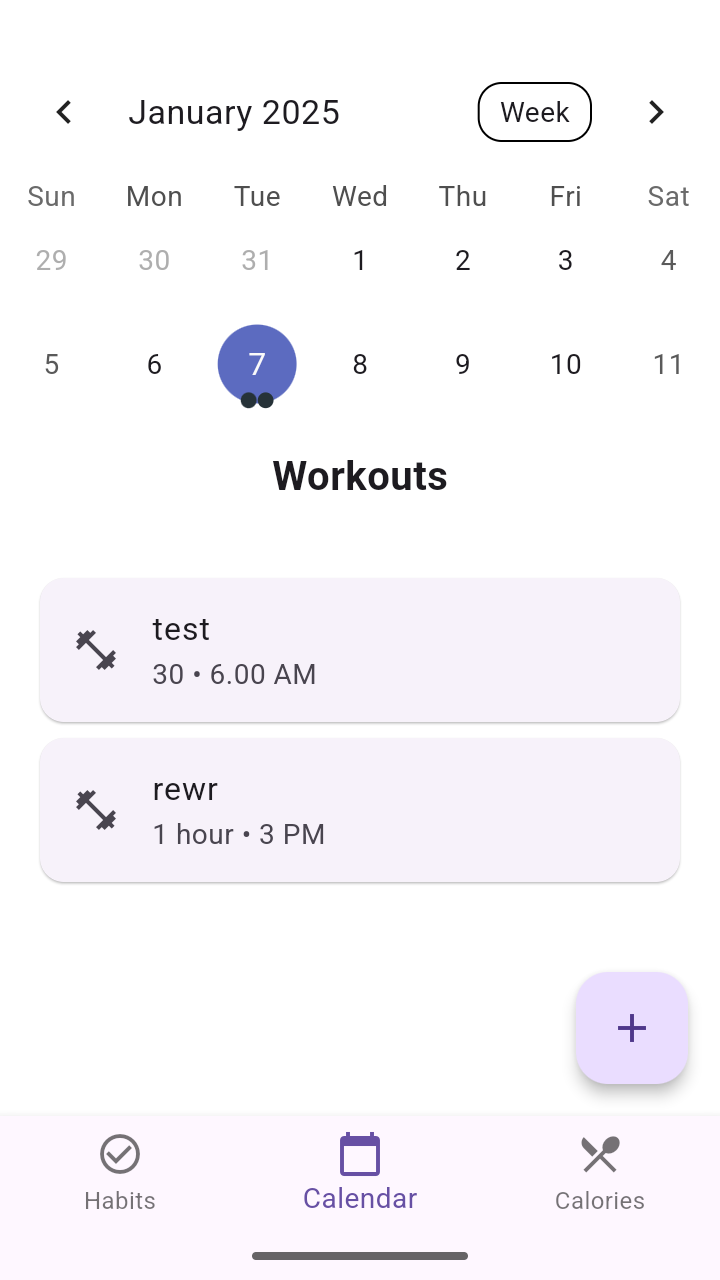 January 2025 Week
Sun Mon Tue Wed Thu Fri Sat
29 30 31 1 2 3 4
5 6 7 8 9 10 11
Workouts
test
30 • 6.00 AM
rewr
1 hour • 3 PM
Habits Calendar Calories